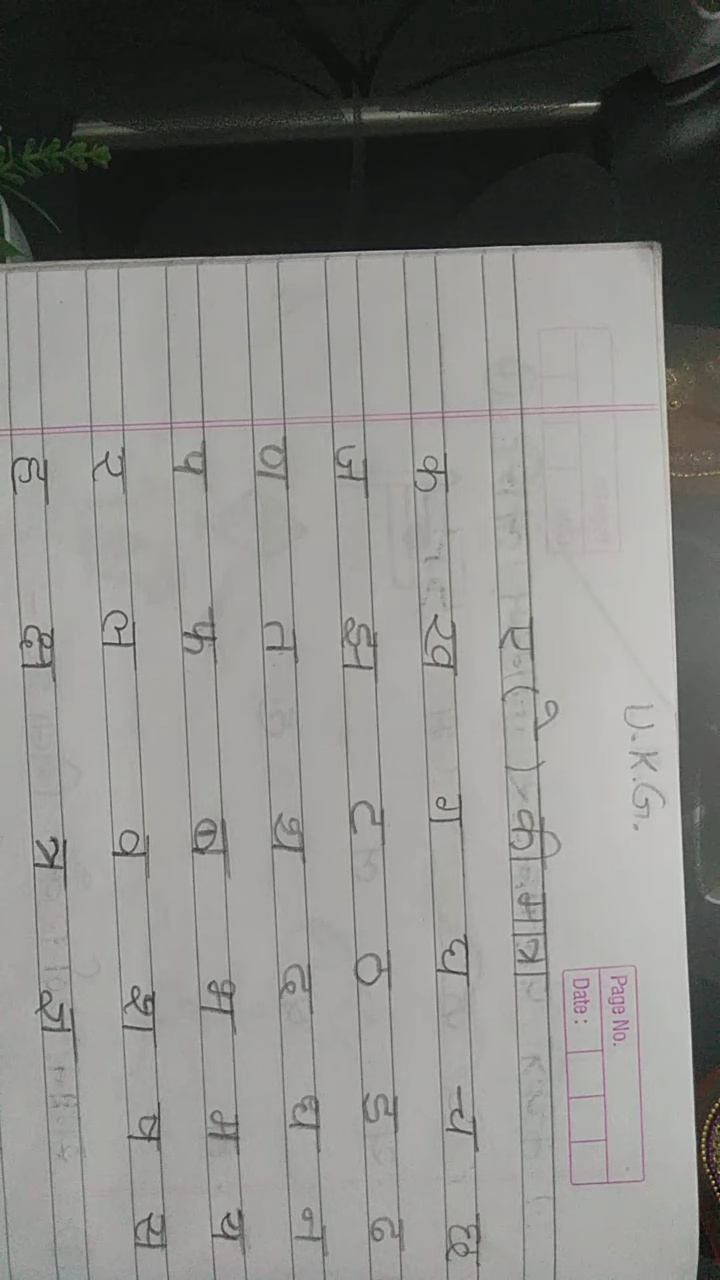 U.K.G.
Page No.
Date :
ए ( े ) की मात्रा
क ख ग घ च छ
ज झ ट ठ ड ढ
ण त थ द ध न
प फ ब भ म य
र ल व श ष स
ह क्ष त्र ज्ञ